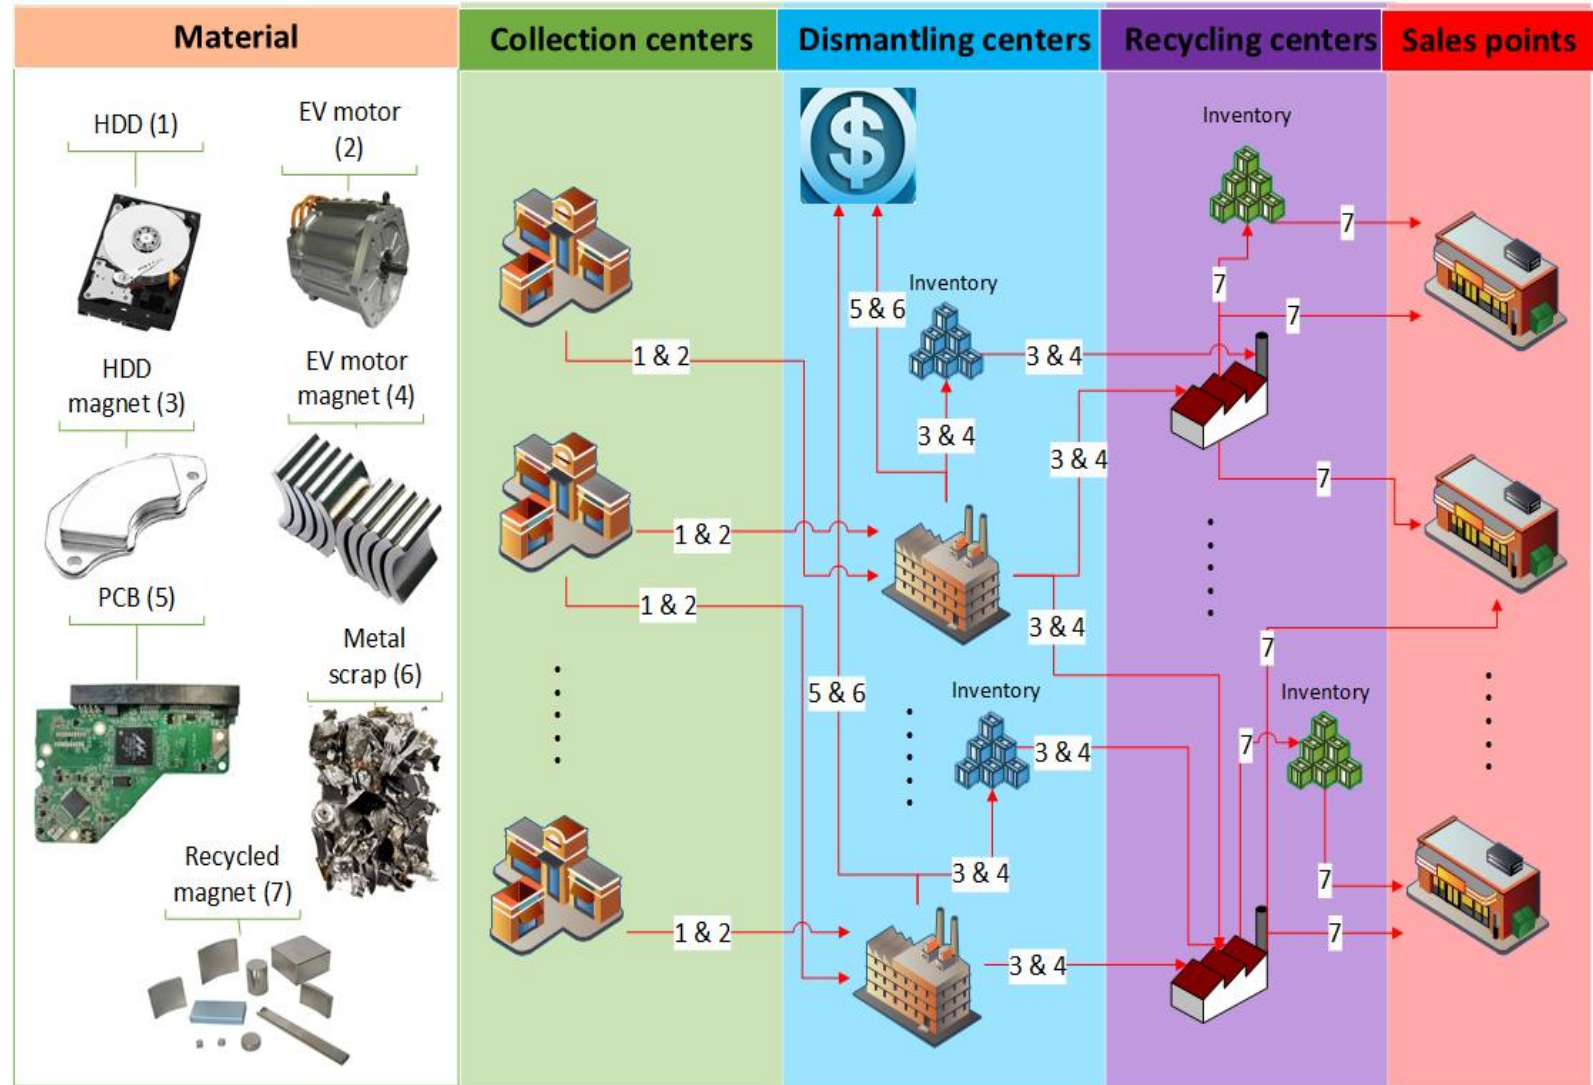 Material
Collection centers
Dismantling centers
Recycling centers
Sales points
HDD (1)
EV motor
(2)
HDD
magnet (3)
EV motor
magnet (4)
PCB (5)
Metal
scrap (6)
Recycled
magnet (7)
1 & 2
1 & 2
1 & 2
1 & 2
$
5 & 6
Inventory
3 & 4
3 & 4
3 & 4
3 & 4
5 & 6
Inventory
3 & 4
3 & 4
3 & 4
Inventory
7
7
7
7
7
7
Inventory
7
7